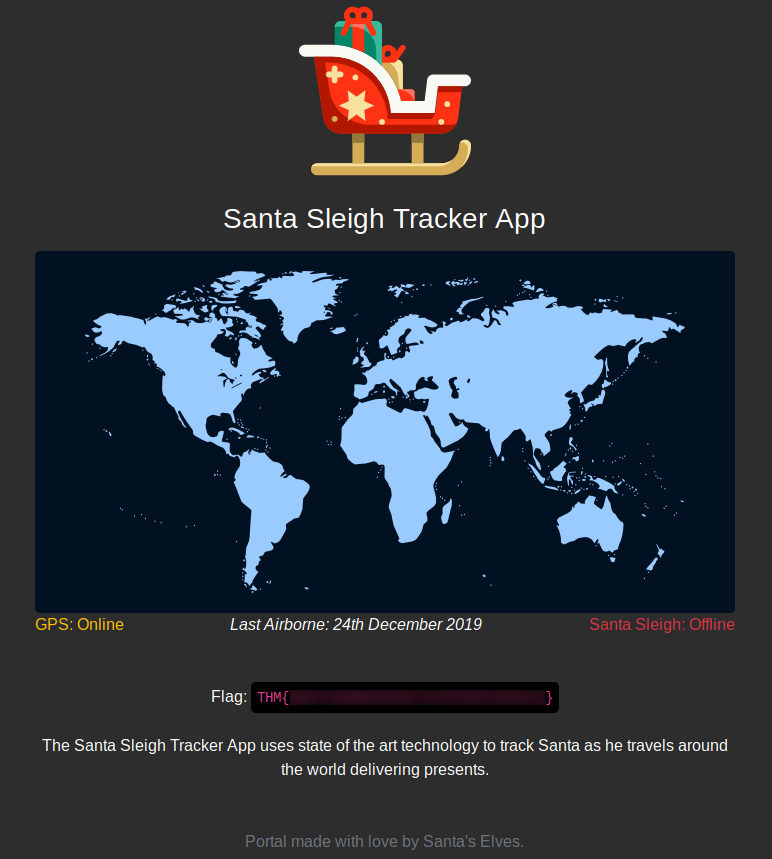 Santa Sleigh Tracker App
GPS: Online Last Airborne: 24th December 2019 Santa Sleigh: Offline
Flag: THM{ }
The Santa Sleigh Tracker App uses state of the art technology to track Santa as he travels around
the world delivering presents.
Portal made with love by Santa's Elves.